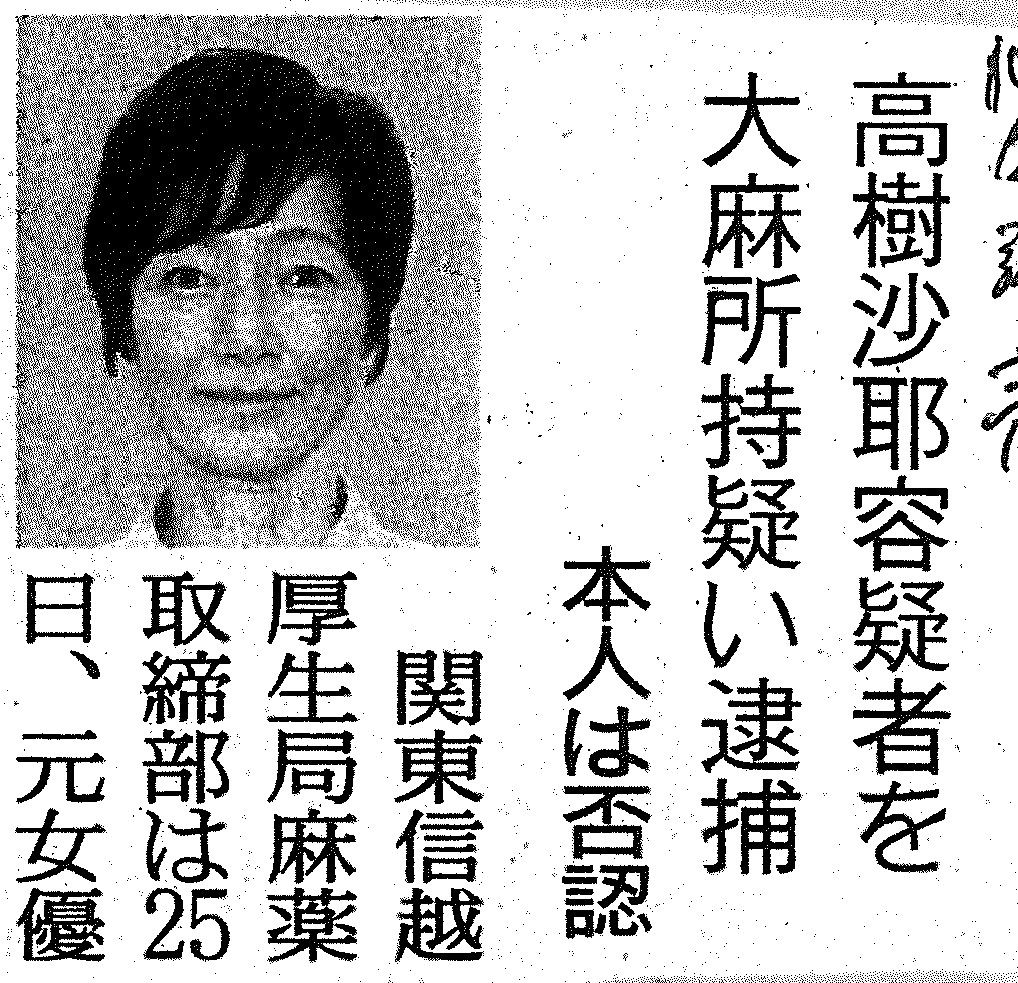 高樹沙耶容疑者を
大麻所持疑い逮捕
本人は否認
関東信越
厚生局麻薬
取締部は25
日、元女優